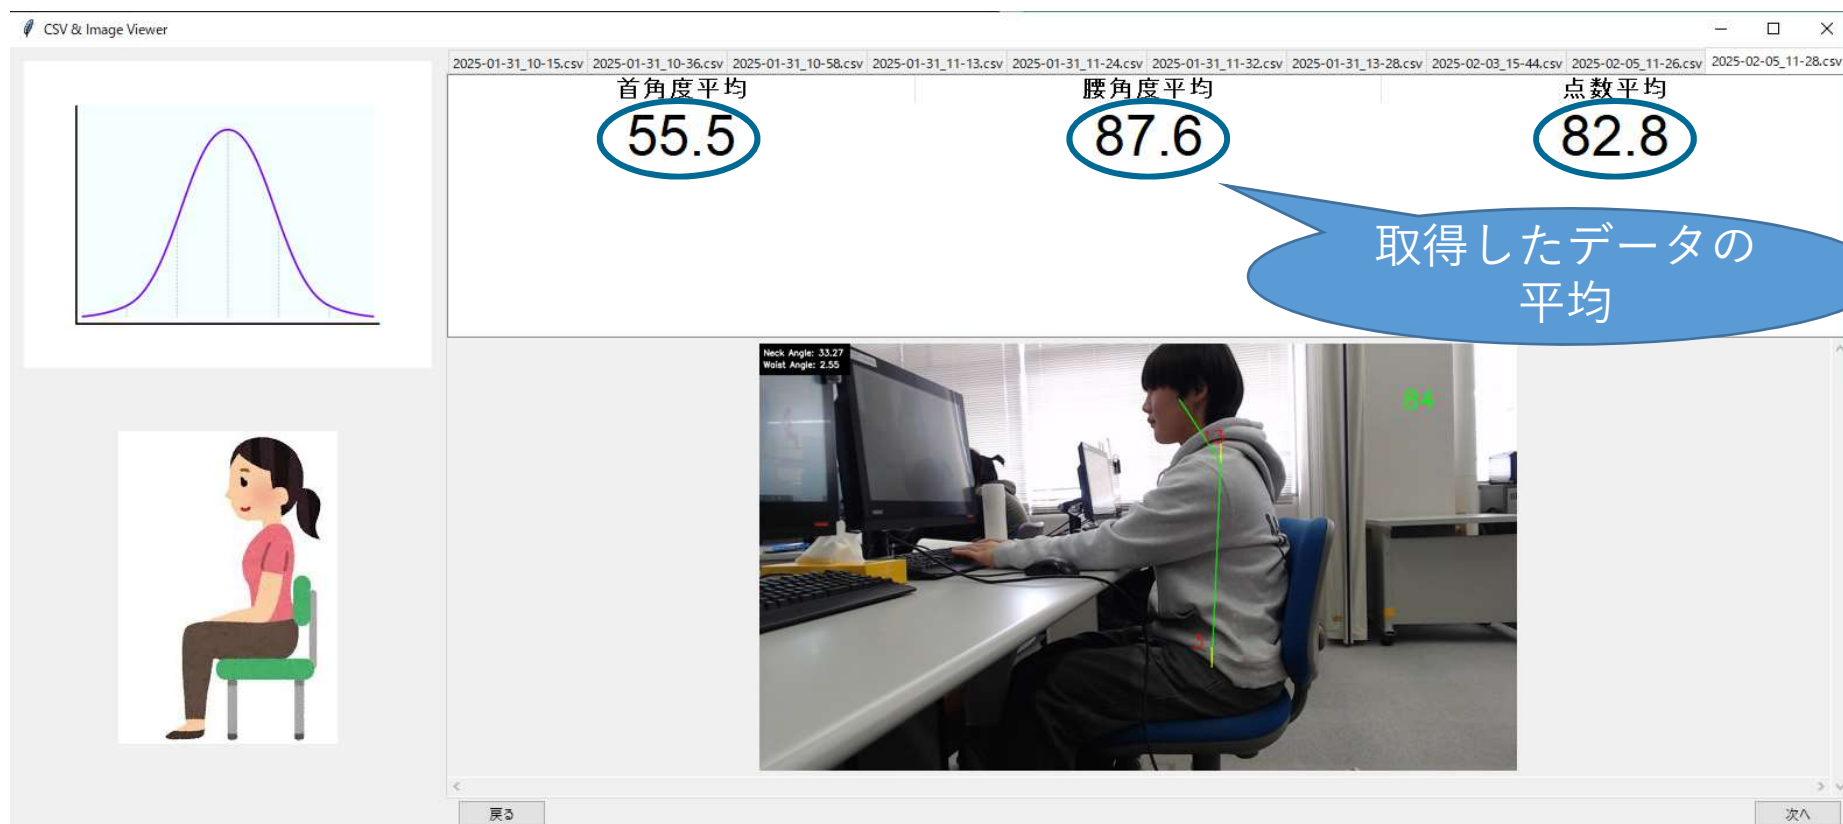 CSV & Image Viewer
2025-01-31_10-15.csv 2025-01-31_10-36.csv 2025-01-31_10-58.csv 2025-01-31_11-13.csv 2025-01-31_11-24.csv 2025-01-31_11-32.csv 2025-01-31_13-28.csv 2025-02-03_15-44.csv 2025-02-05_11-26.csv 2025-02-05_11-28.csv
首角度平均 腰角度平均 点数平均
55.5 87.6 82.8
取得したデータの
平均
Neck Angle: 33.27
Waist Angle: 2.55
84
13
戻る 次へ